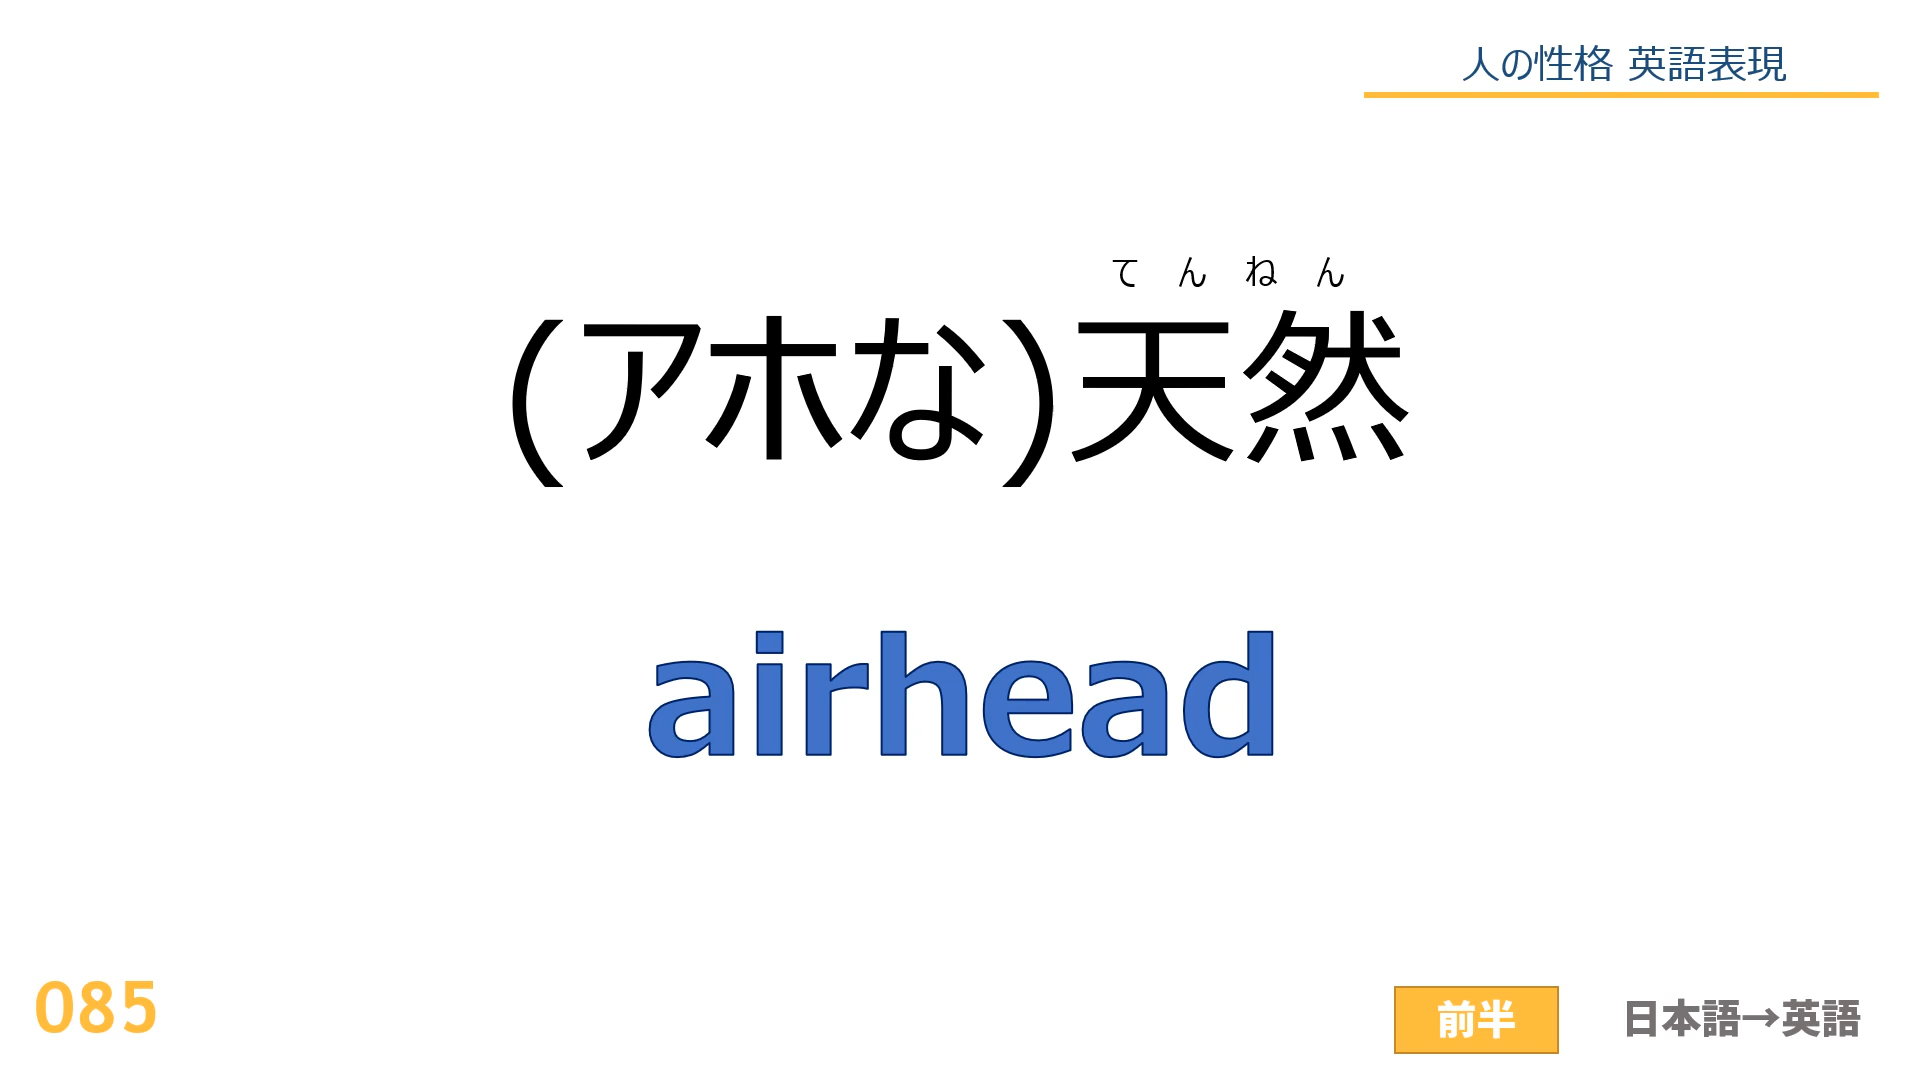 人の性格 英語表現
てんねん
(アホな)天然
airhead
085
前半
日本語→英語